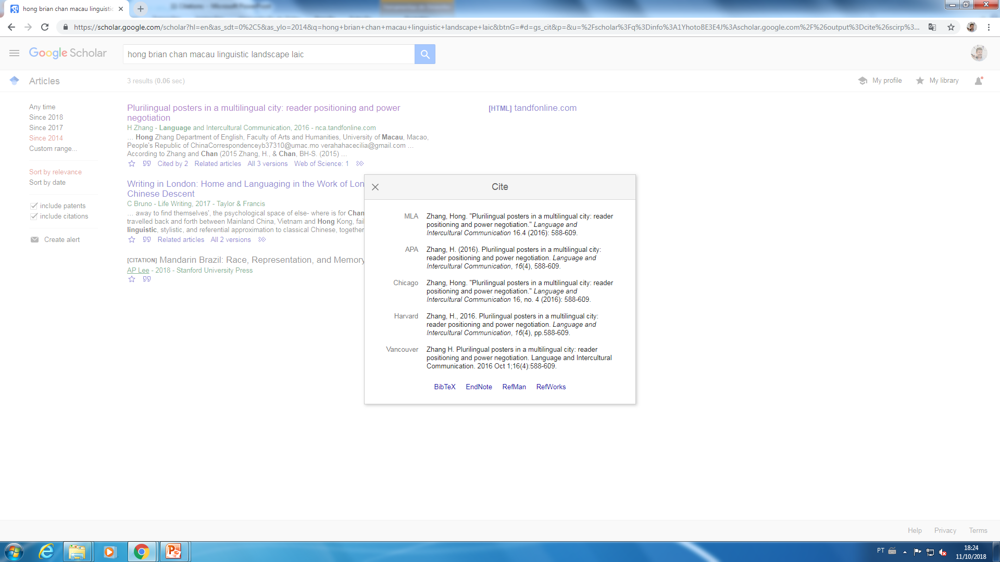 hong brian chan macau linguistic
https://scholar.google.com/scholar?hl=en&as_sdt=0%2C5&as_ylo=2014&q=hong+brian+chan+macau+linguistic+landscape+laic&btnG=#d=gs_cit&p=&u=%2Fscholar%3Fq%3Dinfo%3A1YhotoBE3E4J%3Ascholar.google.com%2F%26output%3Dcite%26scirp%3...
Google Scholar
hong brian chan macau linguistic landscape laic
Articles
3 results (0.06 sec)
My profile
My library
Any time
Since 2018
Since 2017
Since 2014
Custom range...
Sort by relevance
Sort by date
include patents
include citations
Create alert
Plurilingual posters in a multilingual city: reader positioning and power
negotiation
H Zhang - Language and Intercultural Communication, 2016 - nca.tandfonline.com
... Hong Zhang Department of English, Faculty of Arts and Humanities, University of Macau, Macao,
People's Republic of ChinaCorrespondenceyb37310@umac.mo verahahacecilia@gmail.com ...
According to Zhang and Chan (2015 Zhang, H., & Chan, BH-S. (2015) ...
Cited by 2 Related articles All 3 versions Web of Science: 1
[HTML] tandfonline.com
Writing in London: Home and Languaging in the Work of Lon
Chinese Descent
C Bruno - Life Writing, 2017 - Taylor & Francis
... away to find themselves', the psychological space of else- where is for Chan
travelled back and forth between Mainland China, Vietnam and Hong Kong, fail
linguistic, stylistic, and referential approximation to classical Chinese, together
Related articles All 2 versions
[CITATION] Mandarin Brazil: Race, Representation, and Memory
AP Lee - 2018 - Stanford University Press
Cite
MLA
Zhang, Hong. "Plurilingual posters in a multilingual city: reader
positioning and power negotiation." Language and
Intercultural Communication 16.4 (2016): 588-609.
APA
Zhang, H. (2016). Plurilingual posters in a multilingual city:
reader positioning and power negotiation. Language and
Intercultural Communication, 16(4), 588-609.
Chicago
Zhang, Hong. "Plurilingual posters in a multilingual city: reader
positioning and power negotiation." Language and
Intercultural Communication 16, no. 4 (2016): 588-609.
Harvard
Zhang, H., 2016. Plurilingual posters in a multilingual city:
reader positioning and power negotiation. Language and
Intercultural Communication, 16(4), pp.588-609.
Vancouver
Zhang H. Plurilingual posters in a multilingual city: reader
positioning and power negotiation. Language and Intercultural
Communication. 2016 Oct 1;16(4):588-609.
BibTeX EndNote RefMan RefWorks
Help Privacy Terms
PT
18:24
11/10/2018